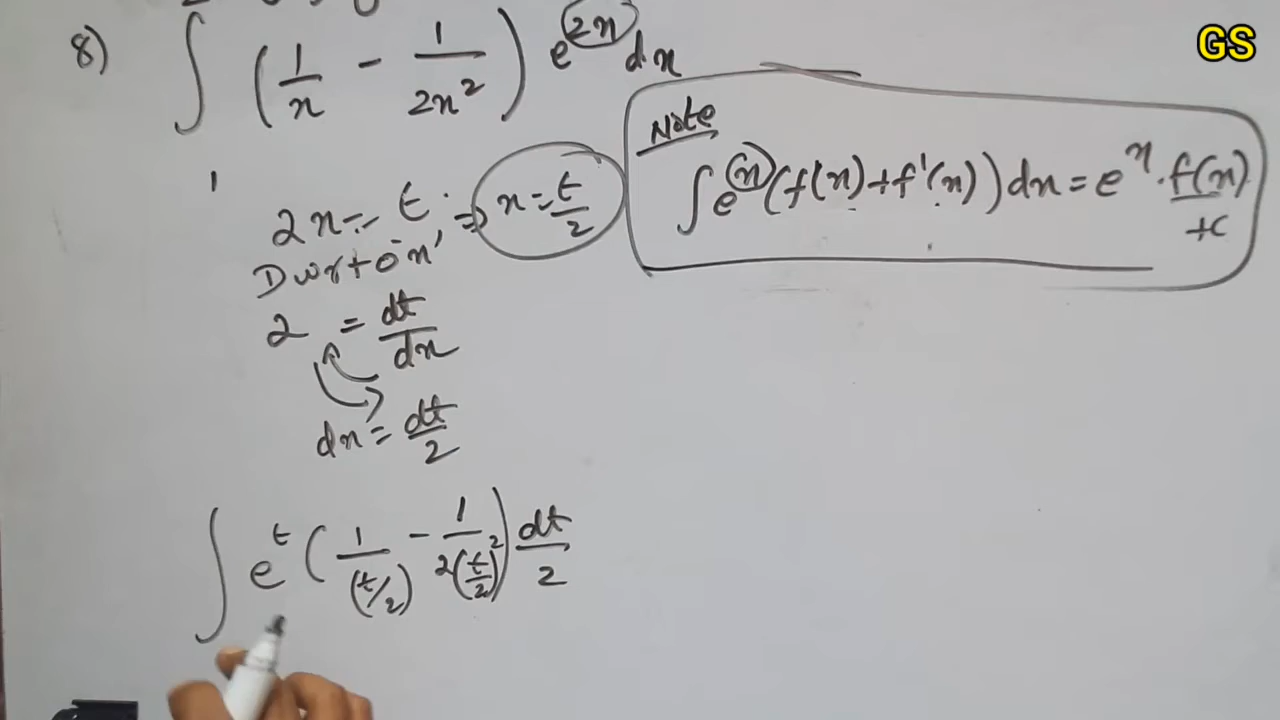 GS
8) ∫ (1/x - 1/2x²) e^2x dx
Note
∫ e^x (f(x) + f'(x)) dx = e^x · f(x) + c
2x = t ⇒ x = t/2
D w r to 'x'
2 = dt/dx
dx = dt/2
∫ e^t (1/(t/2) - 1/2(t/2)²) dt/2